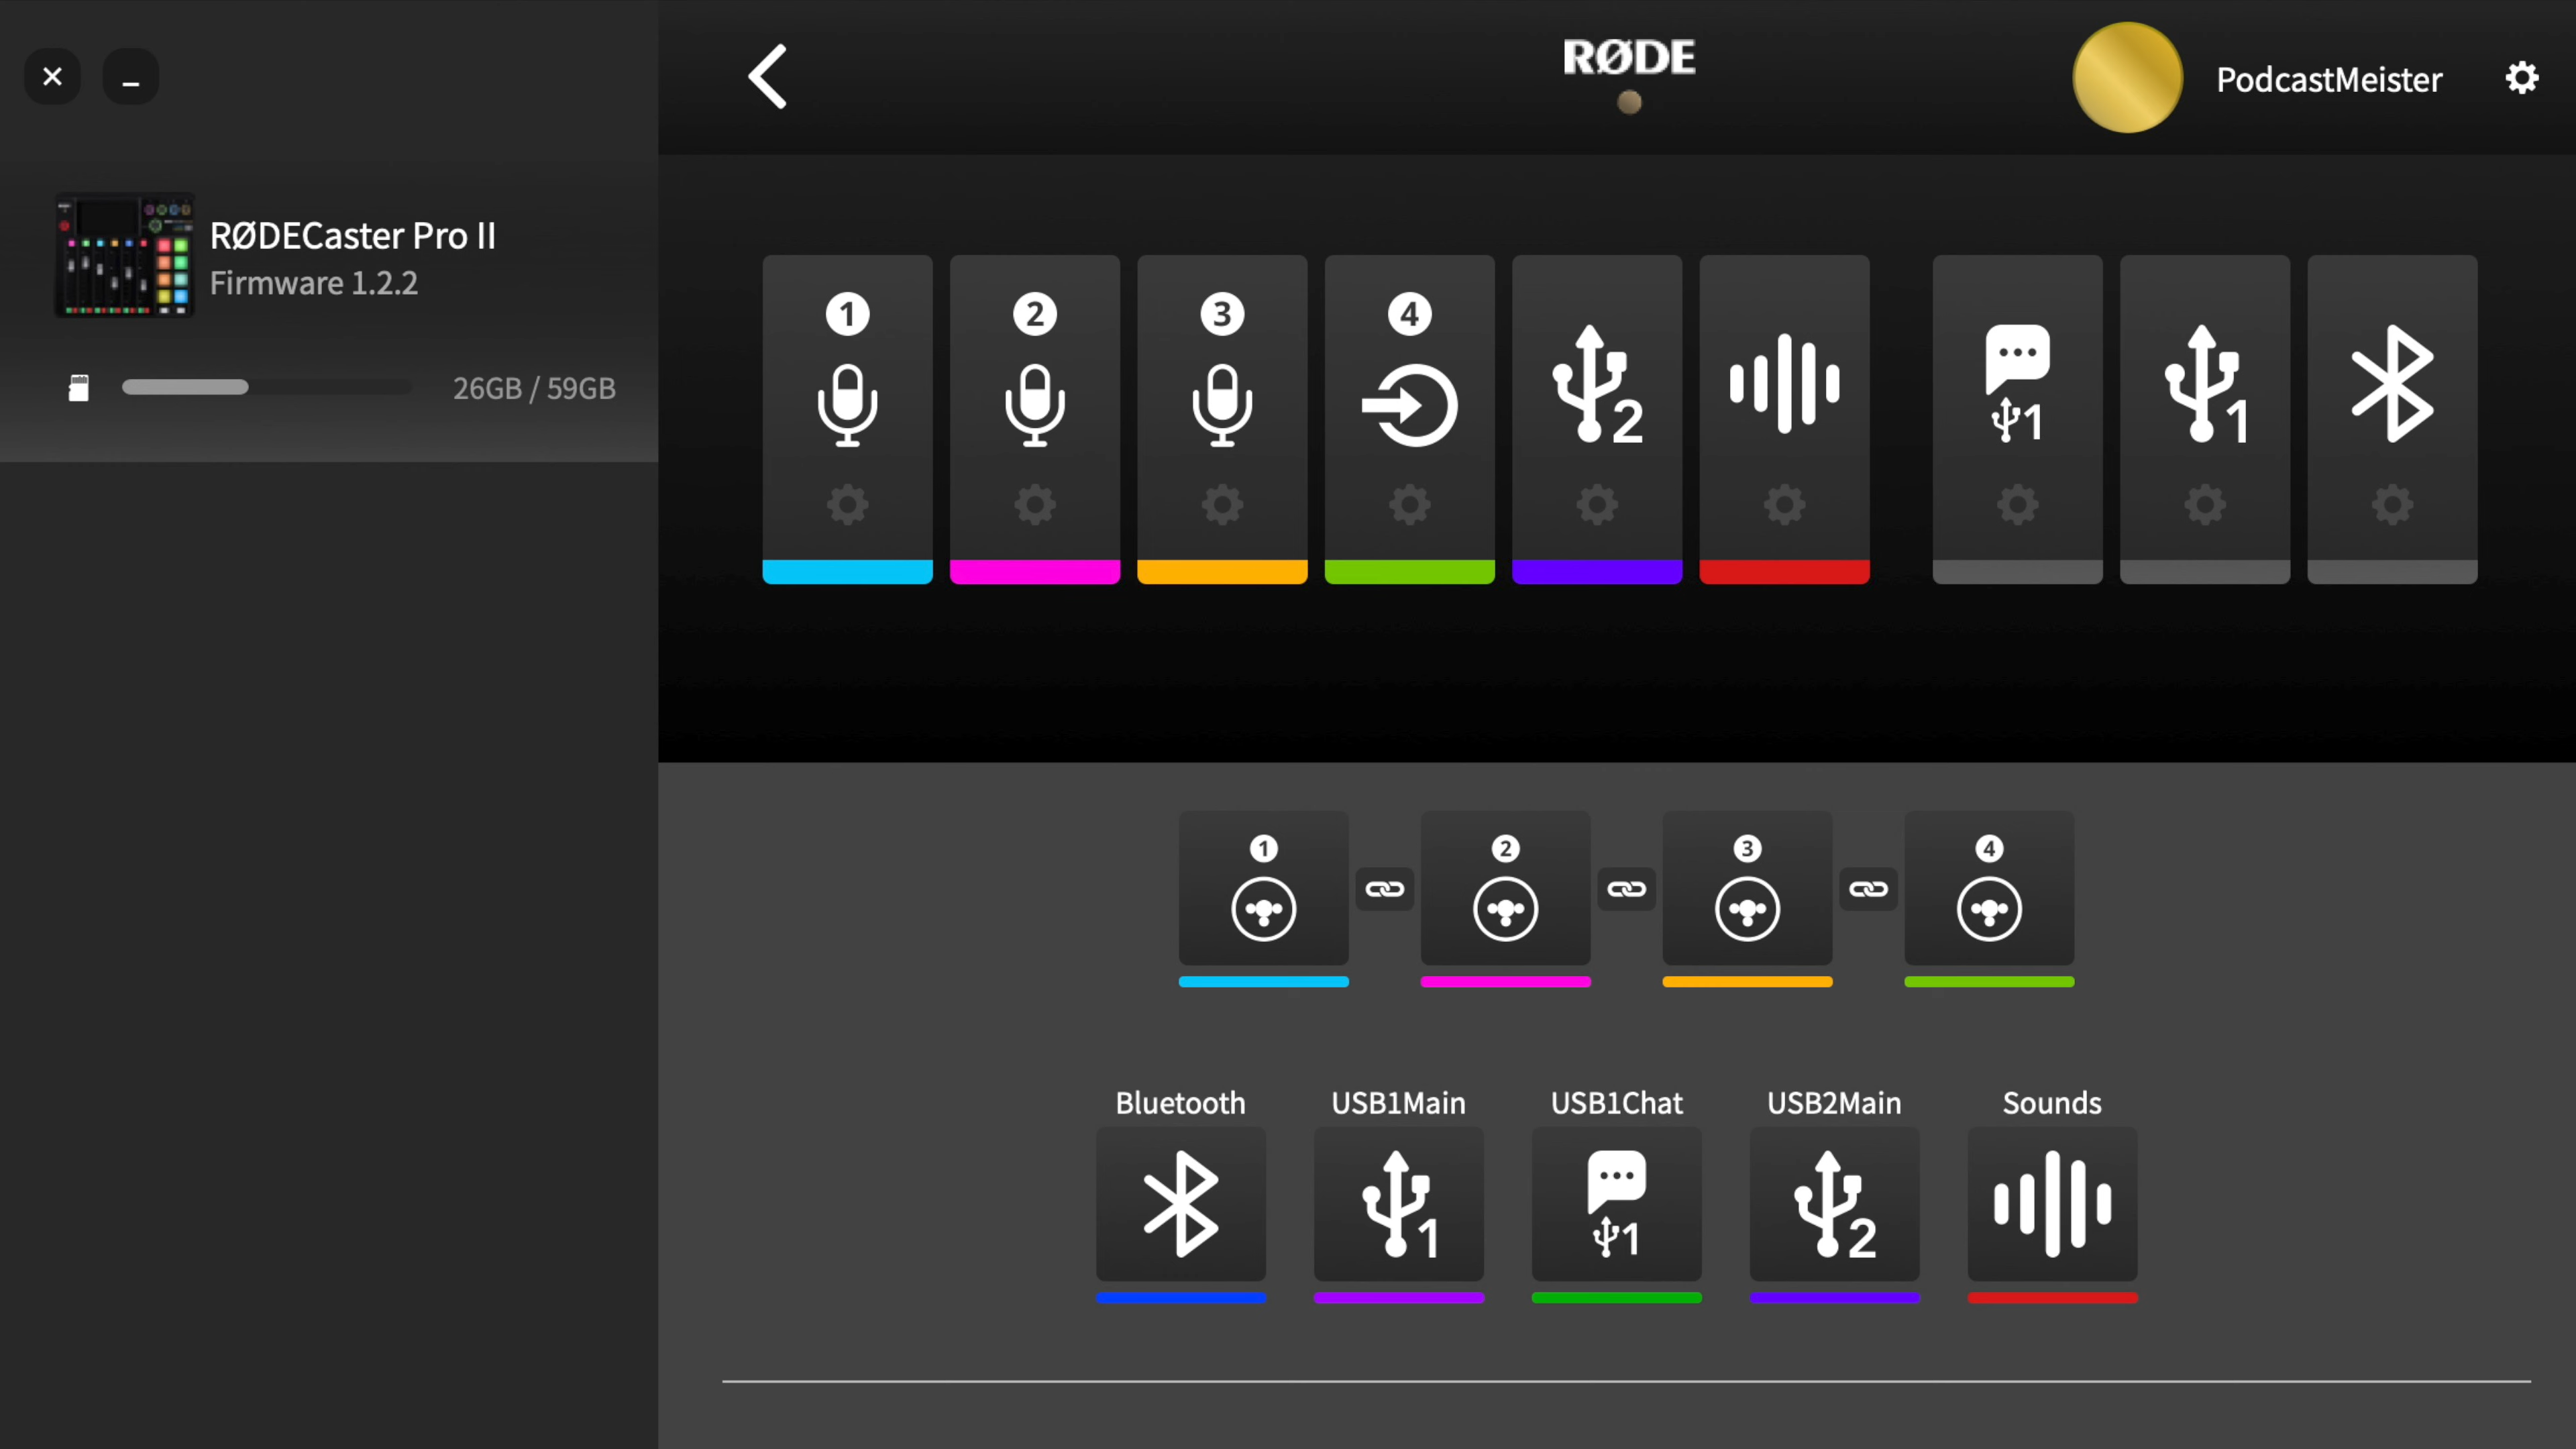 RØDE
PodcastMeister
RØDECaster Pro II
Firmware 1.2.2
26GB / 59GB
1 2 3 4
2 1 1
1 2 3 4
Bluetooth USB1Main USB1Chat USB2Main Sounds
1 1 2